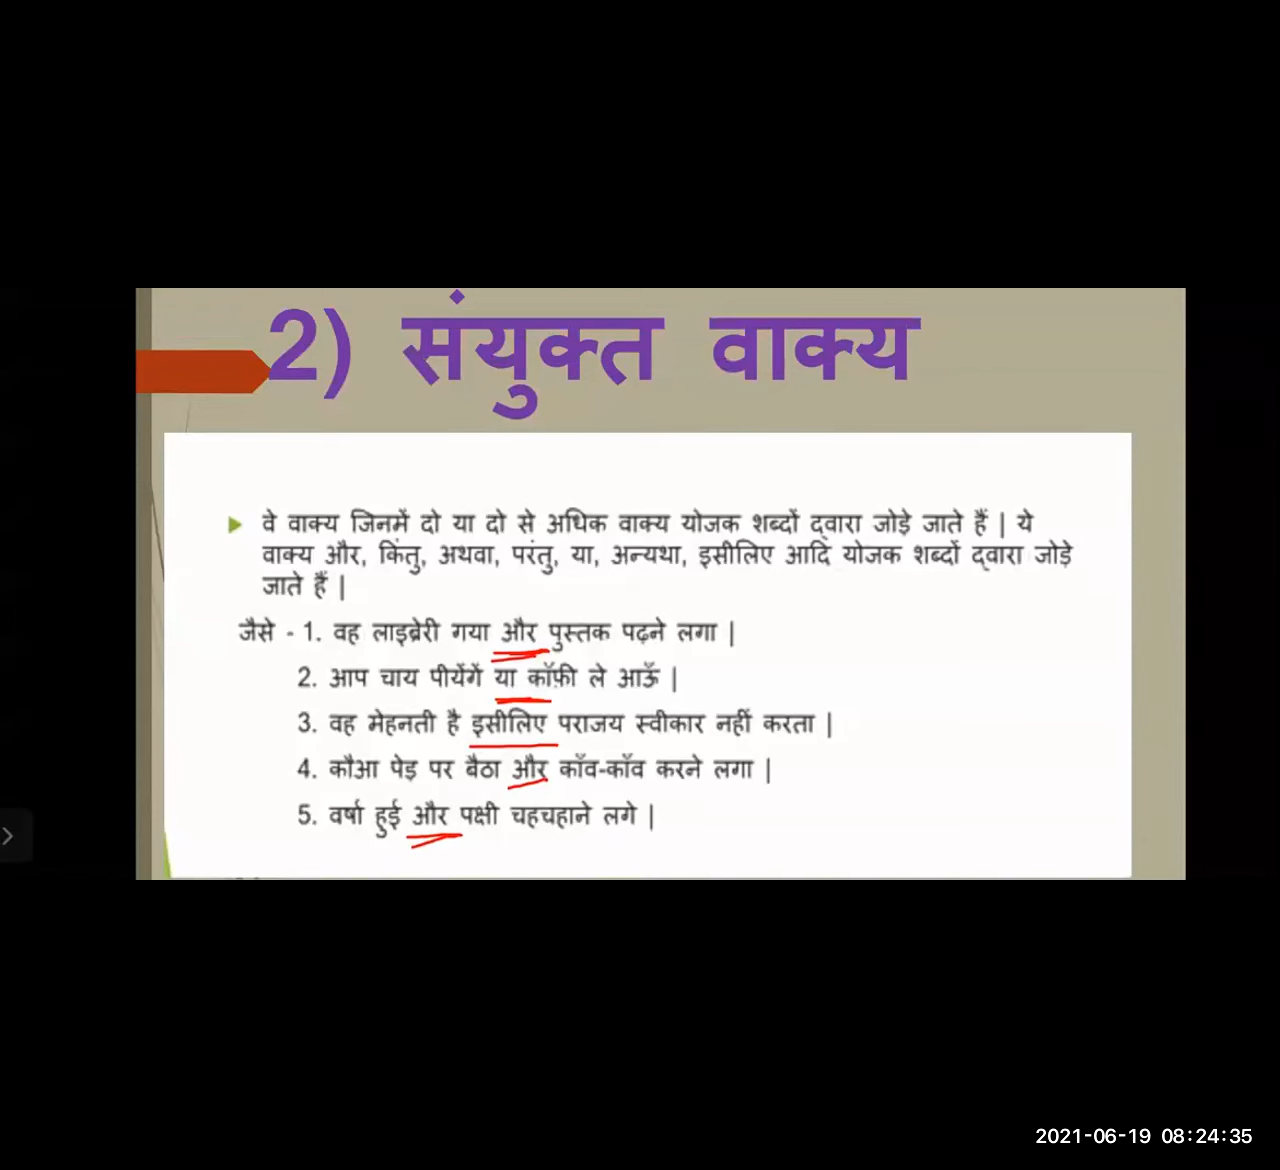 2) संयुक्त वाक्य
वे वाक्य जिनमें दो या दो से अधिक वाक्य योजक शब्दों द्वारा जोड़े जाते हैं | ये
वाक्य और, किंतु, अथवा, परंतु, या, अन्यथा, इसीलिए आदि योजक शब्दों द्वारा जोड़े
जाते हैं |
जैसे - 1. वह लाइब्रेरी गया और पुस्तक पढ़ने लगा |
2. आप चाय पीयेंगें या कॉफ़ी ले आऊँ |
3. वह मेहनती है इसीलिए पराजय स्वीकार नहीं करता |
4. कौआ पेड़ पर बैठा और काँव-काँव करने लगा |
5. वर्षा हुई और पक्षी चहचहाने लगे |
2021-06-19 08:24:35